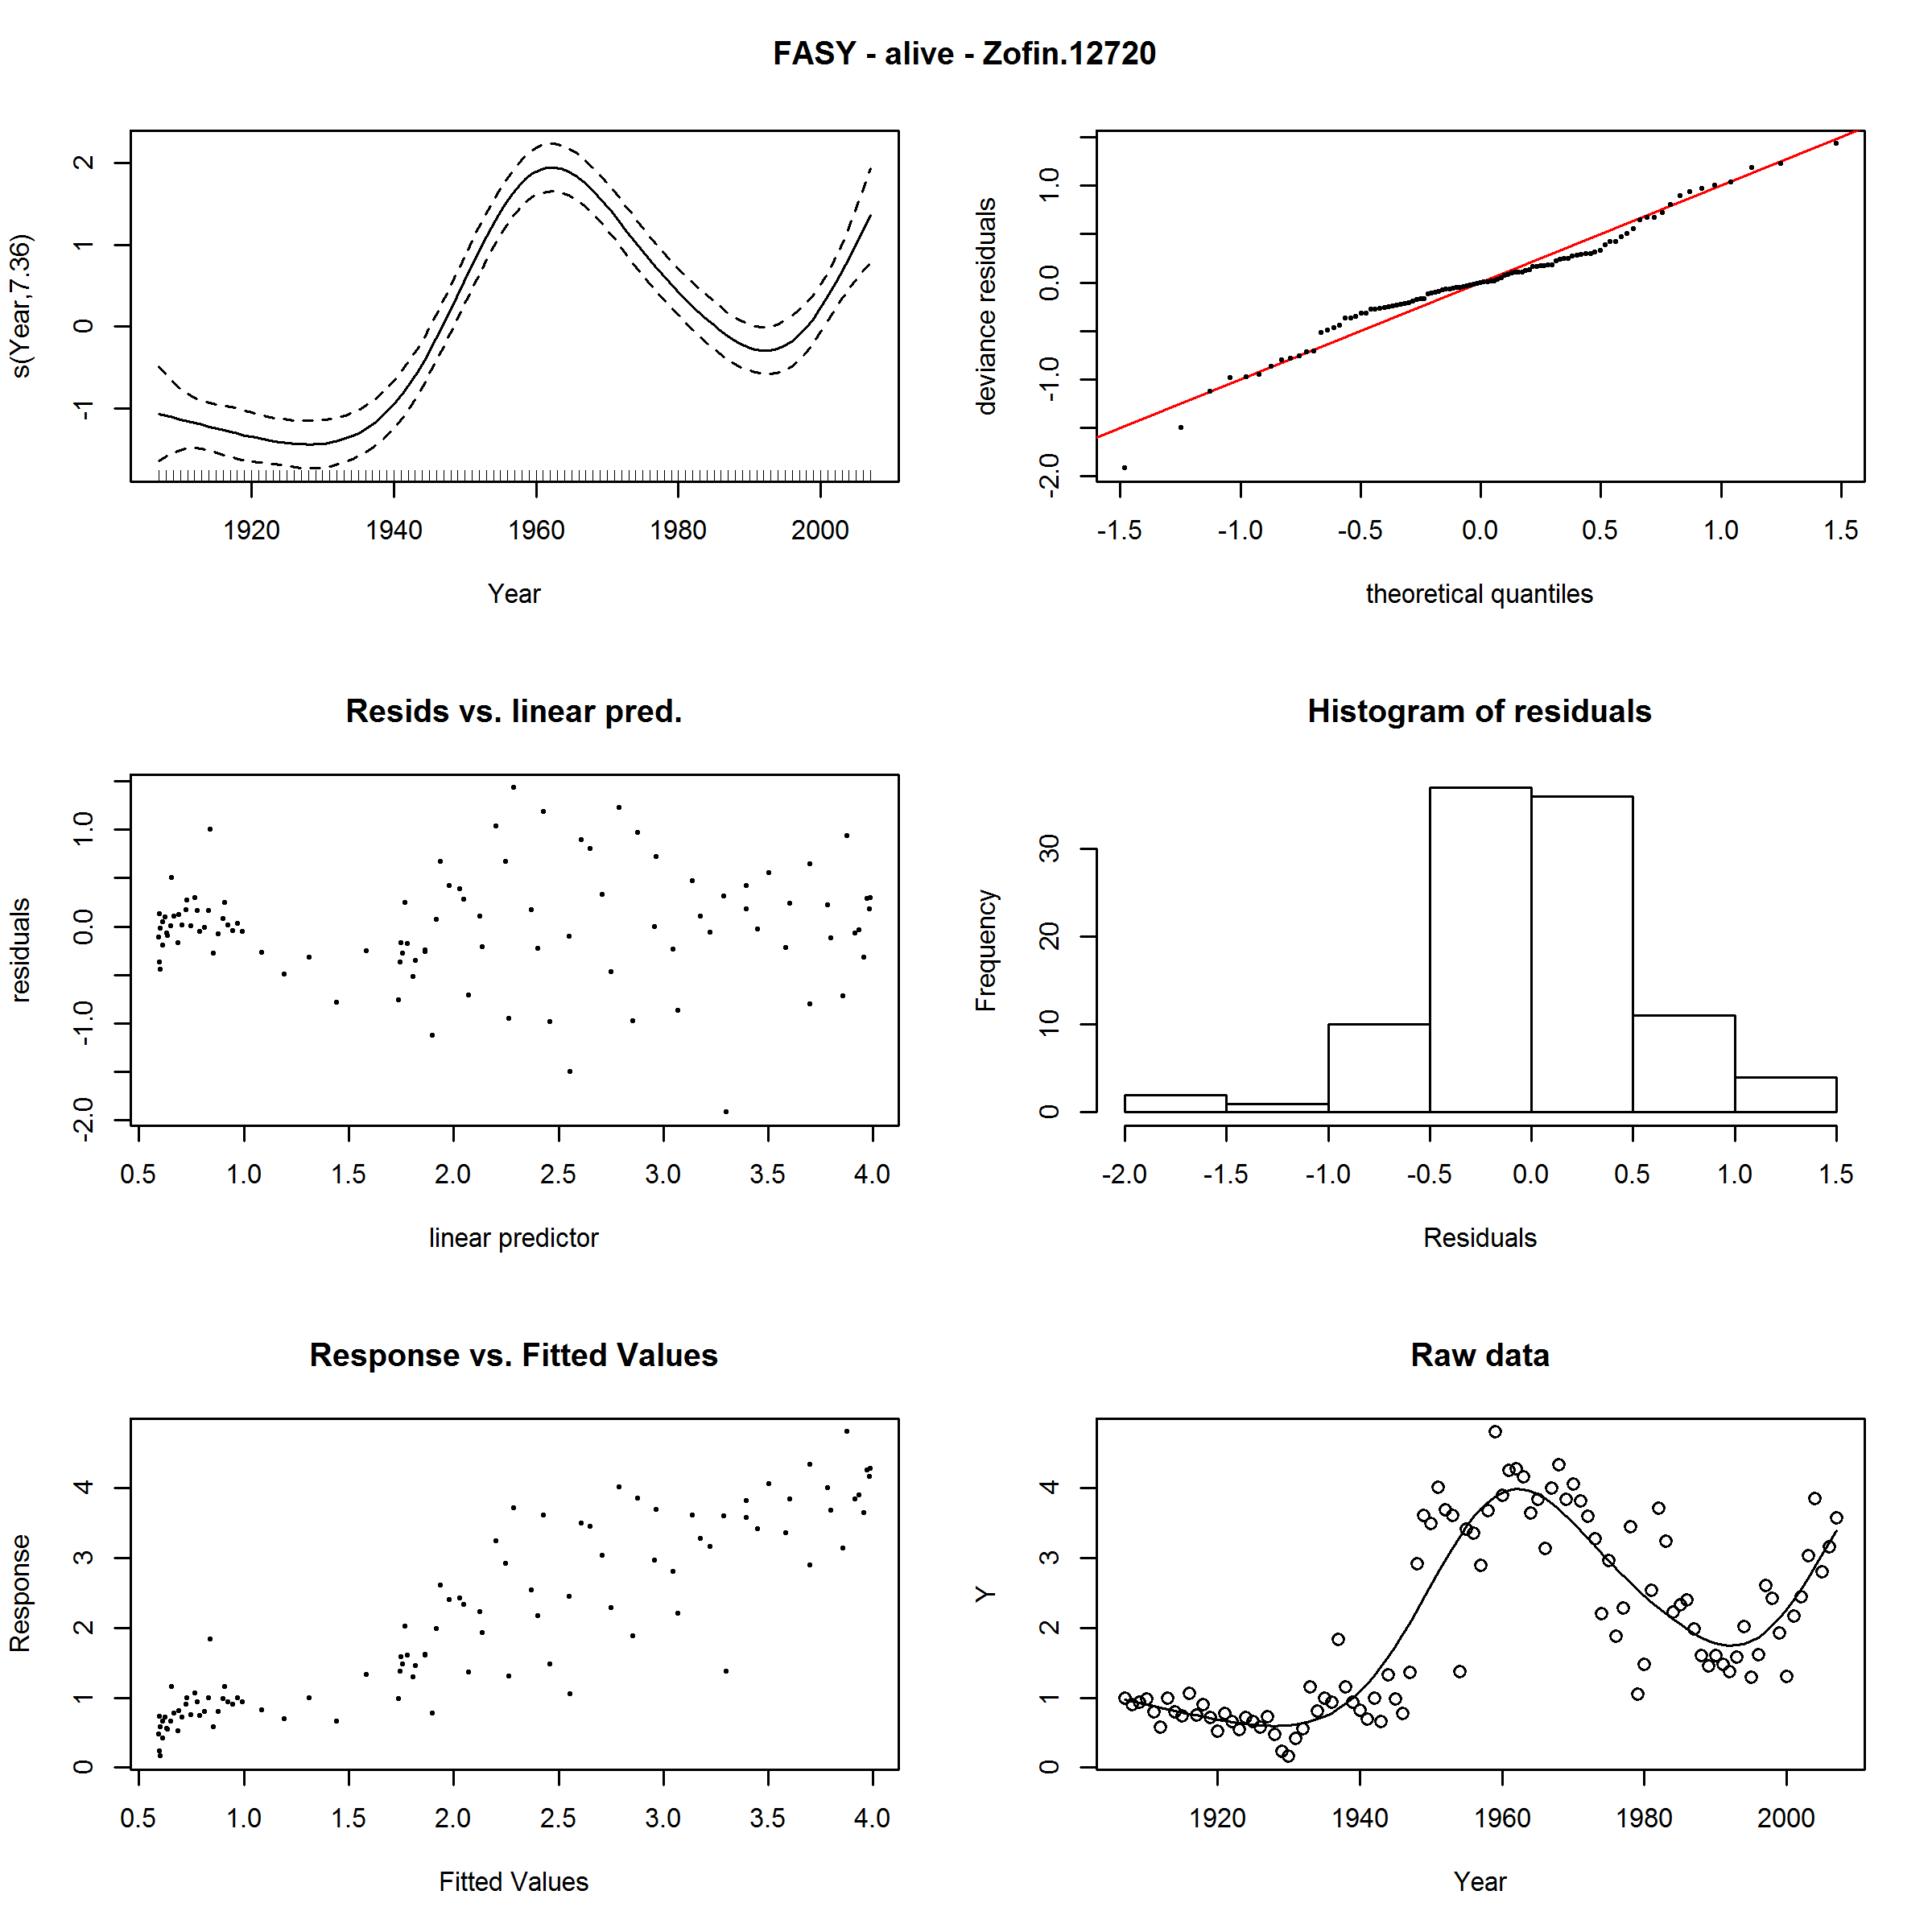 FASY - alive - Zofin.12720
s(Year,7.36)
-1 0 1 2
1920 1940 1960 1980 2000
Year
deviance residuals
-2.0 -1.0 0.0 1.0
-1.5 -1.0 -0.5 0.0 0.5 1.0 1.5
theoretical quantiles
Resids vs. linear pred.
residuals
-2.0 -1.0 0.0 1.0
0.5 1.0 1.5 2.0 2.5 3.0 3.5 4.0
linear predictor
Histogram of residuals
Frequency
0 10 20 30
-2.0 -1.5 -1.0 -0.5 0.0 0.5 1.0 1.5
Residuals
Response vs. Fitted Values
Response
0 1 2 3 4
0.5 1.0 1.5 2.0 2.5 3.0 3.5 4.0
Fitted Values
Raw data
Y
0 1 2 3 4
1920 1940 1960 1980 2000
Year